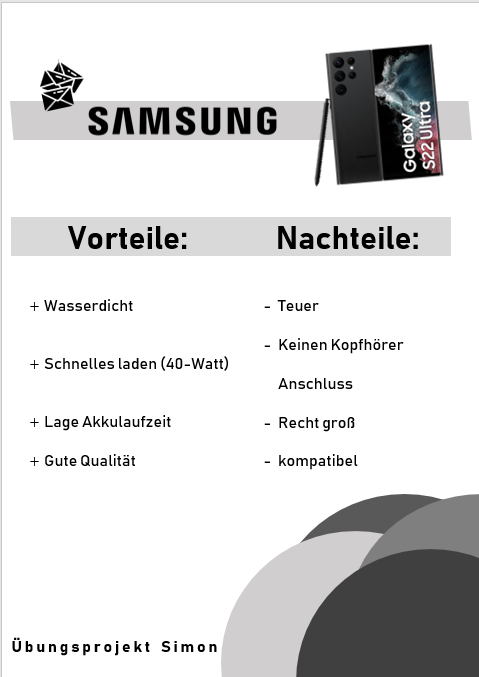 SAMSUNG
Galaxy
S22 Ultra
Vorteile:
Nachteile:
+ Wasserdicht
+ Schnelles laden (40-Watt)
+ Lage Akkulaufzeit
+ Gute Qualität
- Teuer
- Keinen Kopfhörer
Anschluss
- Recht groß
- kompatibel
Übungsprojekt Simon